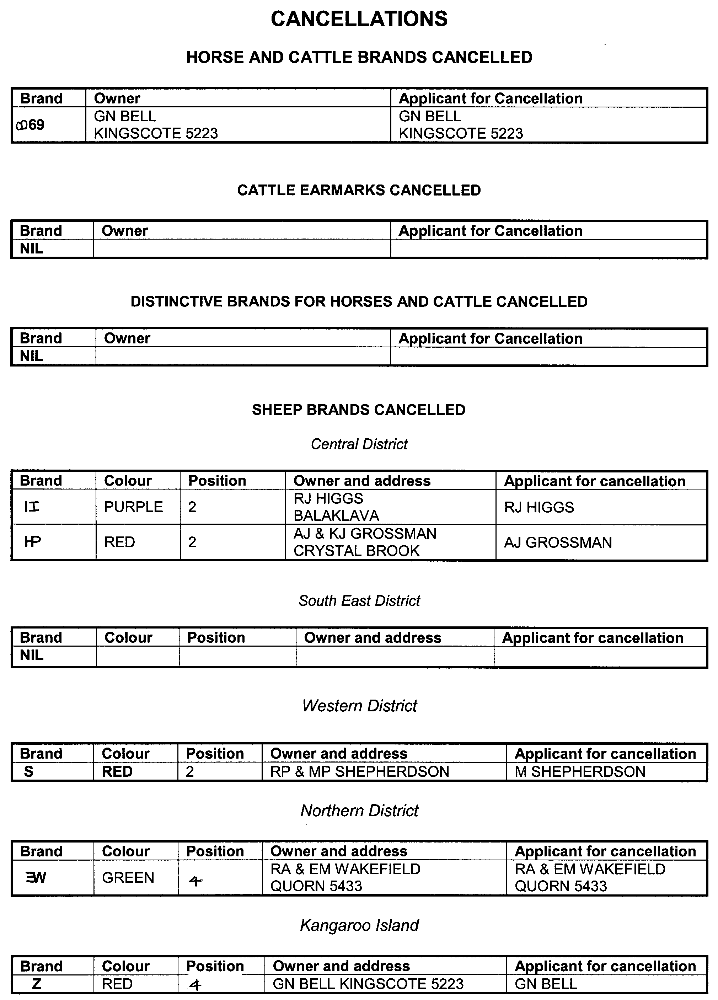 CANCELLATIONS
HORSE AND CATTLE BRANDS CANCELLED
Brand Owner Applicant for Cancellation
B69 GN BELL GN BELL
KINGSCOTE 5223 KINGSCOTE 5223
CATTLE EARMARKS CANCELLED
Brand Owner Applicant for Cancellation
NIL
DISTINCTIVE BRANDS FOR HORSES AND CATTLE CANCELLED
Brand Owner Applicant for Cancellation
NIL
SHEEP BRANDS CANCELLED
Central District
Brand Colour Position Owner and address Applicant for cancellation
II PURPLE 2 RJ HIGGS RJ HIGGS
BALAKLAVA
HP RED 2 AJ & KJ GROSSMAN AJ GROSSMAN
CRYSTAL BROOK
South East District
Brand Colour Position Owner and address Applicant for cancellation
NIL
Western District
Brand Colour Position Owner and address Applicant for cancellation
S RED 2 RP & MP SHEPHERDSON M SHEPHERDSON
Northern District
Brand Colour Position Owner and address Applicant for cancellation
ƎW GREEN 4 RA & EM WAKEFIELD RA & EM WAKEFIELD
QUORN 5433 QUORN 5433
Kangaroo Island
Brand Colour Position Owner and address Applicant for cancellation
Z RED 4 GN BELL KINGSCOTE 5223 GN BELL